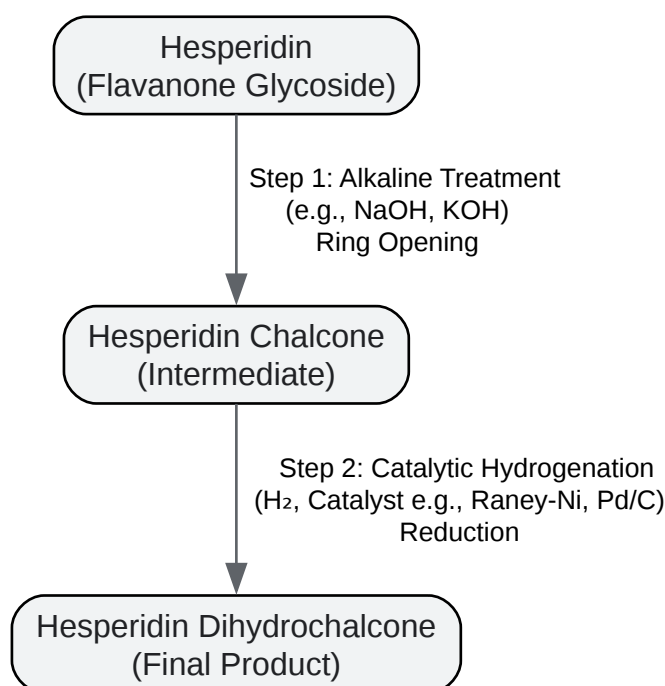 Hesperidin
(Flavanone Glycoside)
Step 1: Alkaline Treatment
(e.g., NaOH, KOH)
Ring Opening
Hesperidin Chalcone
(Intermediate)
Step 2: Catalytic Hydrogenation
(H₂, Catalyst e.g., Raney-Ni, Pd/C)
Reduction
Hesperidin Dihydrochalcone
(Final Product)